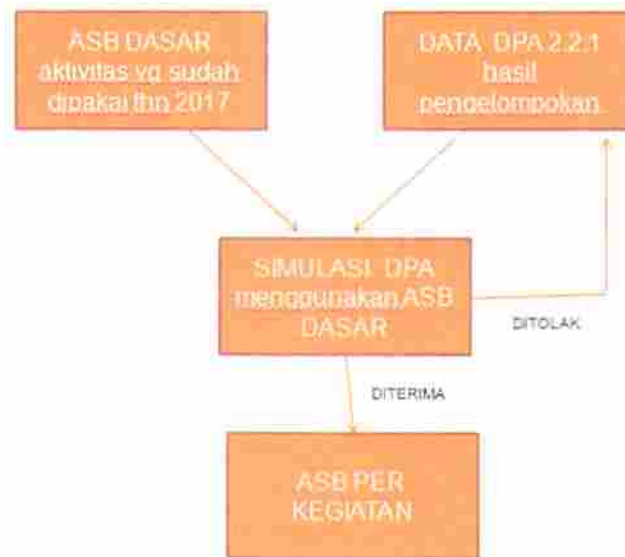 ASB DASAR
aktivitas yg sudah
dipakai thn 2017
DATA DPA 2.2.1
hasil
pengelompokan
SIMULASI DPA
menggunakan ASB
DASAR
DITOLAK
DITERIMA
ASB PER
KEGIATAN